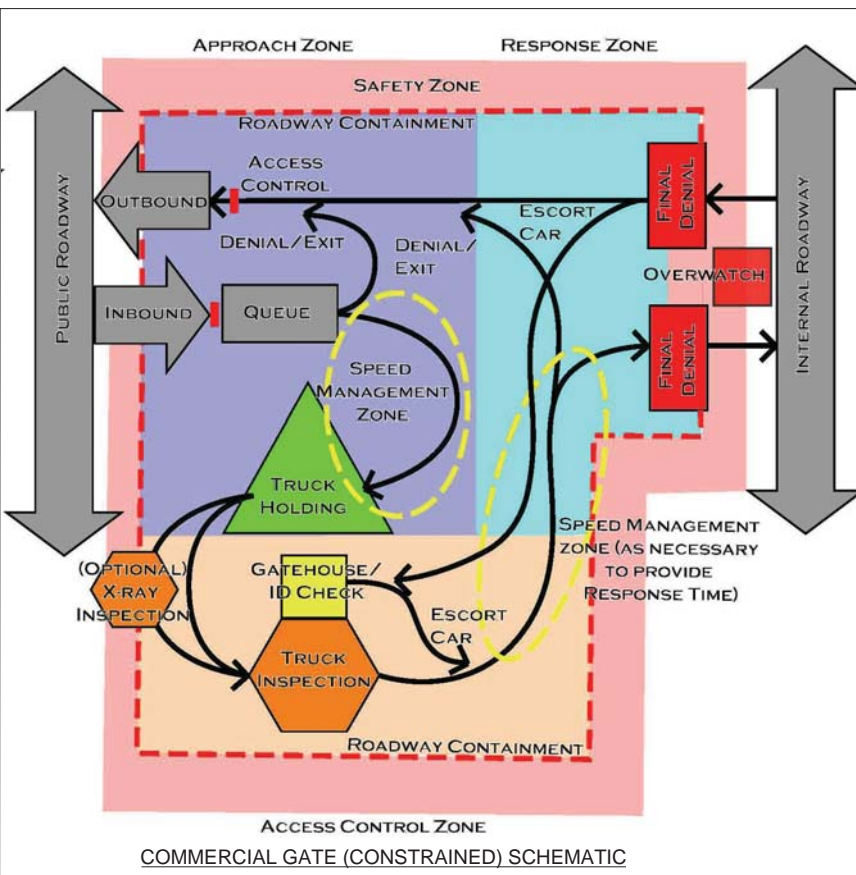 APPROACH ZONE
RESPONSE ZONE
SAFETY ZONE
ROADWAY CONTAINMENT
PUBLIC ROADWAY
OUTBOUND
ACCESS
CONTROL
DENIAL/EXIT
DENIAL/
EXIT
ESCORT
CAR
FINAL
DENIAL
OVERWATCH
INTERNAL ROADWAY
INBOUND
QUEUE
SPEED
MANAGEMENT
ZONE
FINAL
DENIAL
TRUCK
HOLDING
SPEED MANAGEMENT
ZONE (AS NECESSARY
TO PROVIDE
RESPONSE TIME)
(OPTIONAL)
X-RAY
INSPECTION
GATEHOUSE/
ID CHECK
ESCORT
CAR
TRUCK
INSPECTION
ROADWAY CONTAINMENT
ACCESS CONTROL ZONE
COMMERCIAL GATE (CONSTRAINED) SCHEMATIC